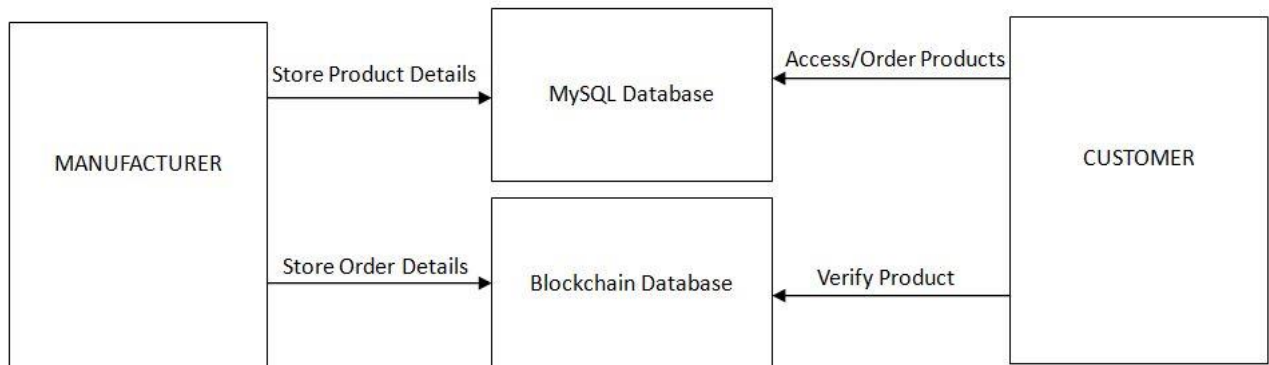 Store Product Details
MySQL Database
Access/Order Products
MANUFACTURER
CUSTOMER
Store Order Details
Blockchain Database
Verify Product